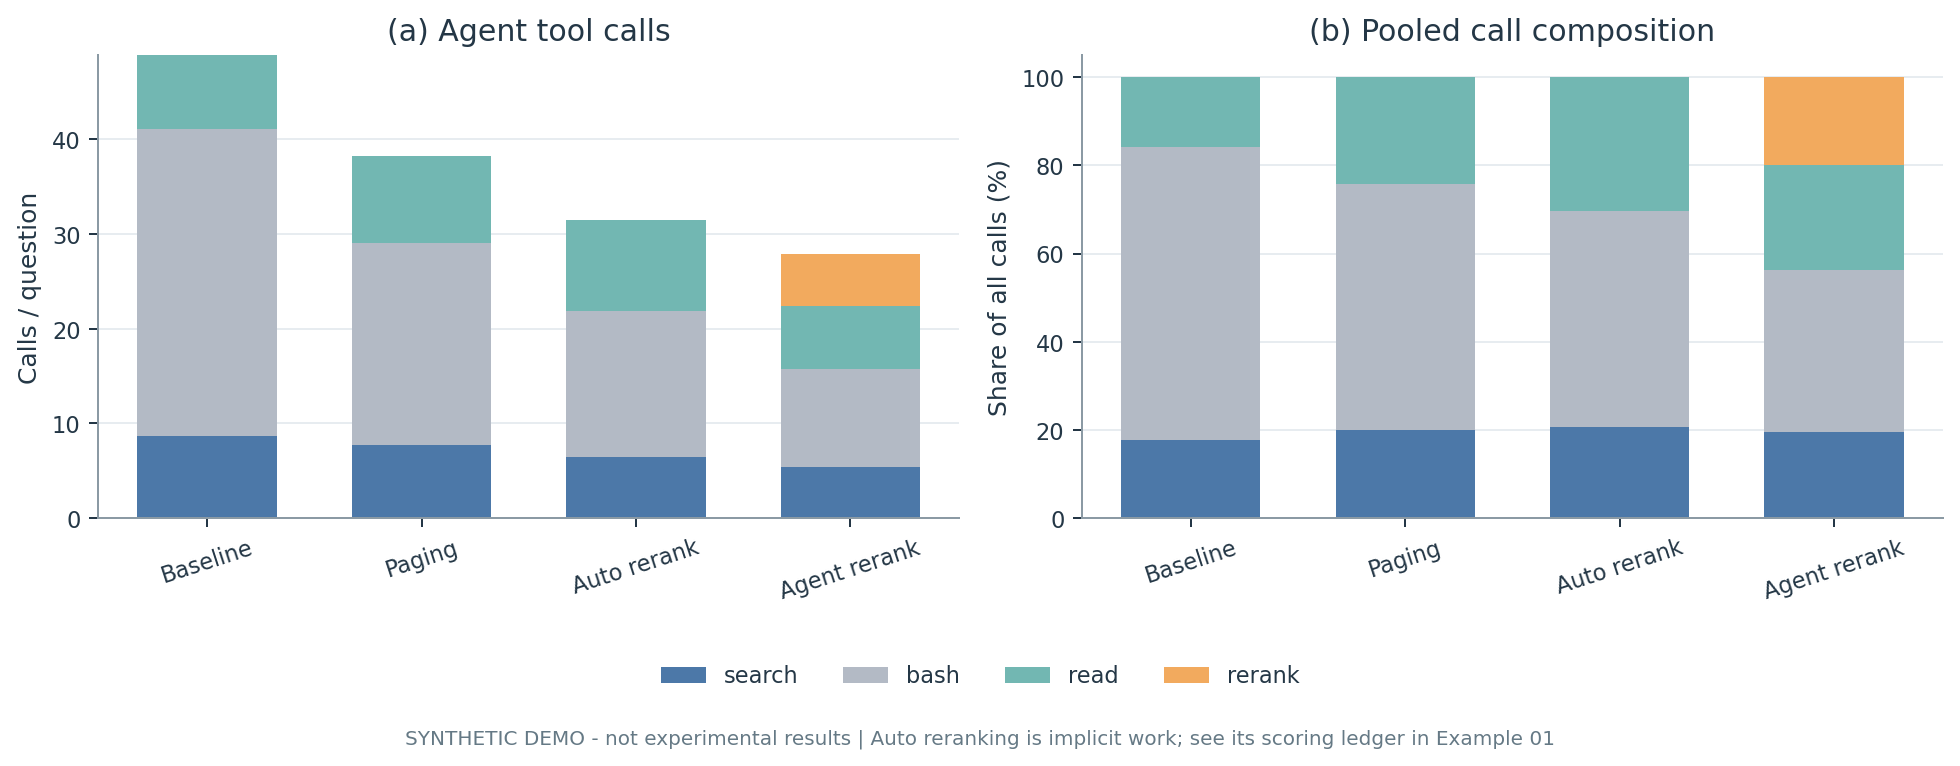 (a) Agent tool calls
Calls / question
40
30
20
10
0
Baseline
Paging
Auto rerank
Agent rerank
(b) Pooled call composition
Share of all calls (%)
100
80
60
40
20
0
Baseline
Paging
Auto rerank
Agent rerank
search
bash
read
rerank
SYNTHETIC DEMO - not experimental results | Auto reranking is implicit work; see its scoring ledger in Example 01